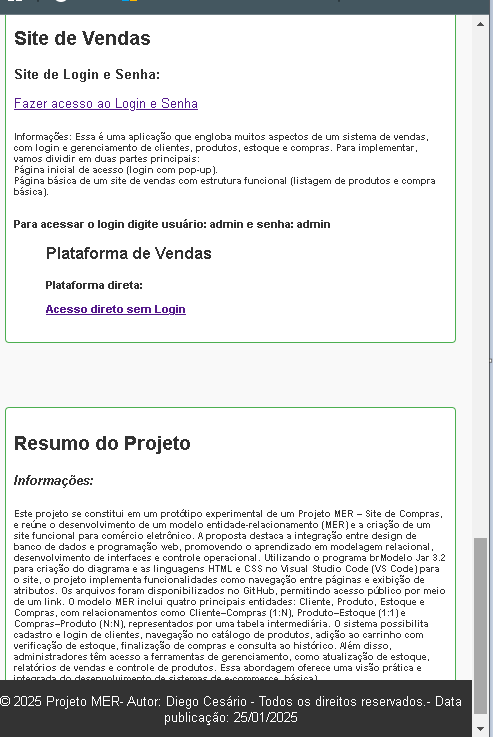 Site de Vendas
Site de Login e Senha:
Fazer acesso ao Login e Senha
Informações: Essa é uma aplicação que engloba muitos aspectos de um sistema de vendas,
com login e gerenciamento de clientes, produtos, estoque e compras. Para implementar,
vamos dividir em duas partes principais:
Página inicial de acesso (login com pop-up).
Página básica de um site de vendas com estrutura funcional (listagem de produtos e compra
básica).
Para acessar o login digite usuário: admin e senha: admin
Plataforma de Vendas
Plataforma direta:
Acesso direto sem Login
Resumo do Projeto
Informações:
Este projeto se constitui em um protótipo experimental de um Projeto MER – Site de Compras,
e reúne o desenvolvimento de um modelo entidade-relacionamento (MER) e a criação de um
site funcional para comércio eletrônico. A proposta destaca a integração entre design de
banco de dados e programação web, promovendo o aprendizado em modelagem relacional,
desenvolvimento de interfaces e controle operacional. Utilizando o programa brModelo Jar 3.2
para criação do diagrama e as linguagens HTML e CSS no Visual Studio Code (VS Code) para
o site, o projeto implementa funcionalidades como navegação entre páginas e exibição de
atributos. Os arquivos foram disponibilizados no GitHub, permitindo acesso público por meio
de um link. O modelo MER inclui quatro principais entidades: Cliente, Produto, Estoque e
Compras, com relacionamentos como Cliente–Compras (1:N), Produto–Estoque (1:1) e
Compras–Produto (N:N), representados por uma tabela intermediária. O sistema possibilita
cadastro e login de clientes, navegação no catálogo de produtos, adição ao carrinho com
verificação de estoque, finalização de compras e consulta ao histórico. Além disso,
administradores têm acesso a ferramentas de gerenciamento, como atualização de estoque,
relatórios de vendas e controle de produtos. Essa abordagem oferece uma visão prática e
integrada do desenvolvimento de sistemas de e-commerce, básica)
© 2025 Projeto MER- Autor: Diego Cesário - Todos os direitos reservados.- Data
publicação: 25/01/2025